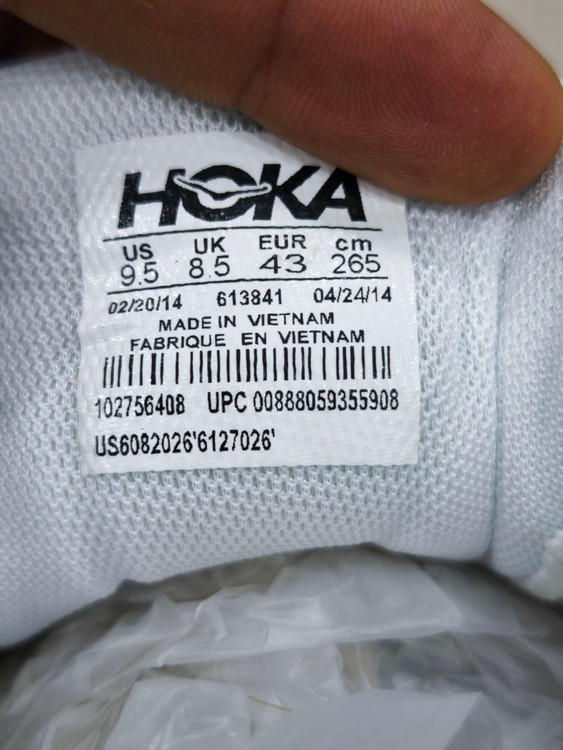 HOKA
US UK EUR cm
9.5 8.5 43 265
02/20/14 613841 04/24/14
MADE IN VIETNAM
FABRIQUE EN VIETNAM
102756408 UPC 00888059355908
US6082026'6127026'